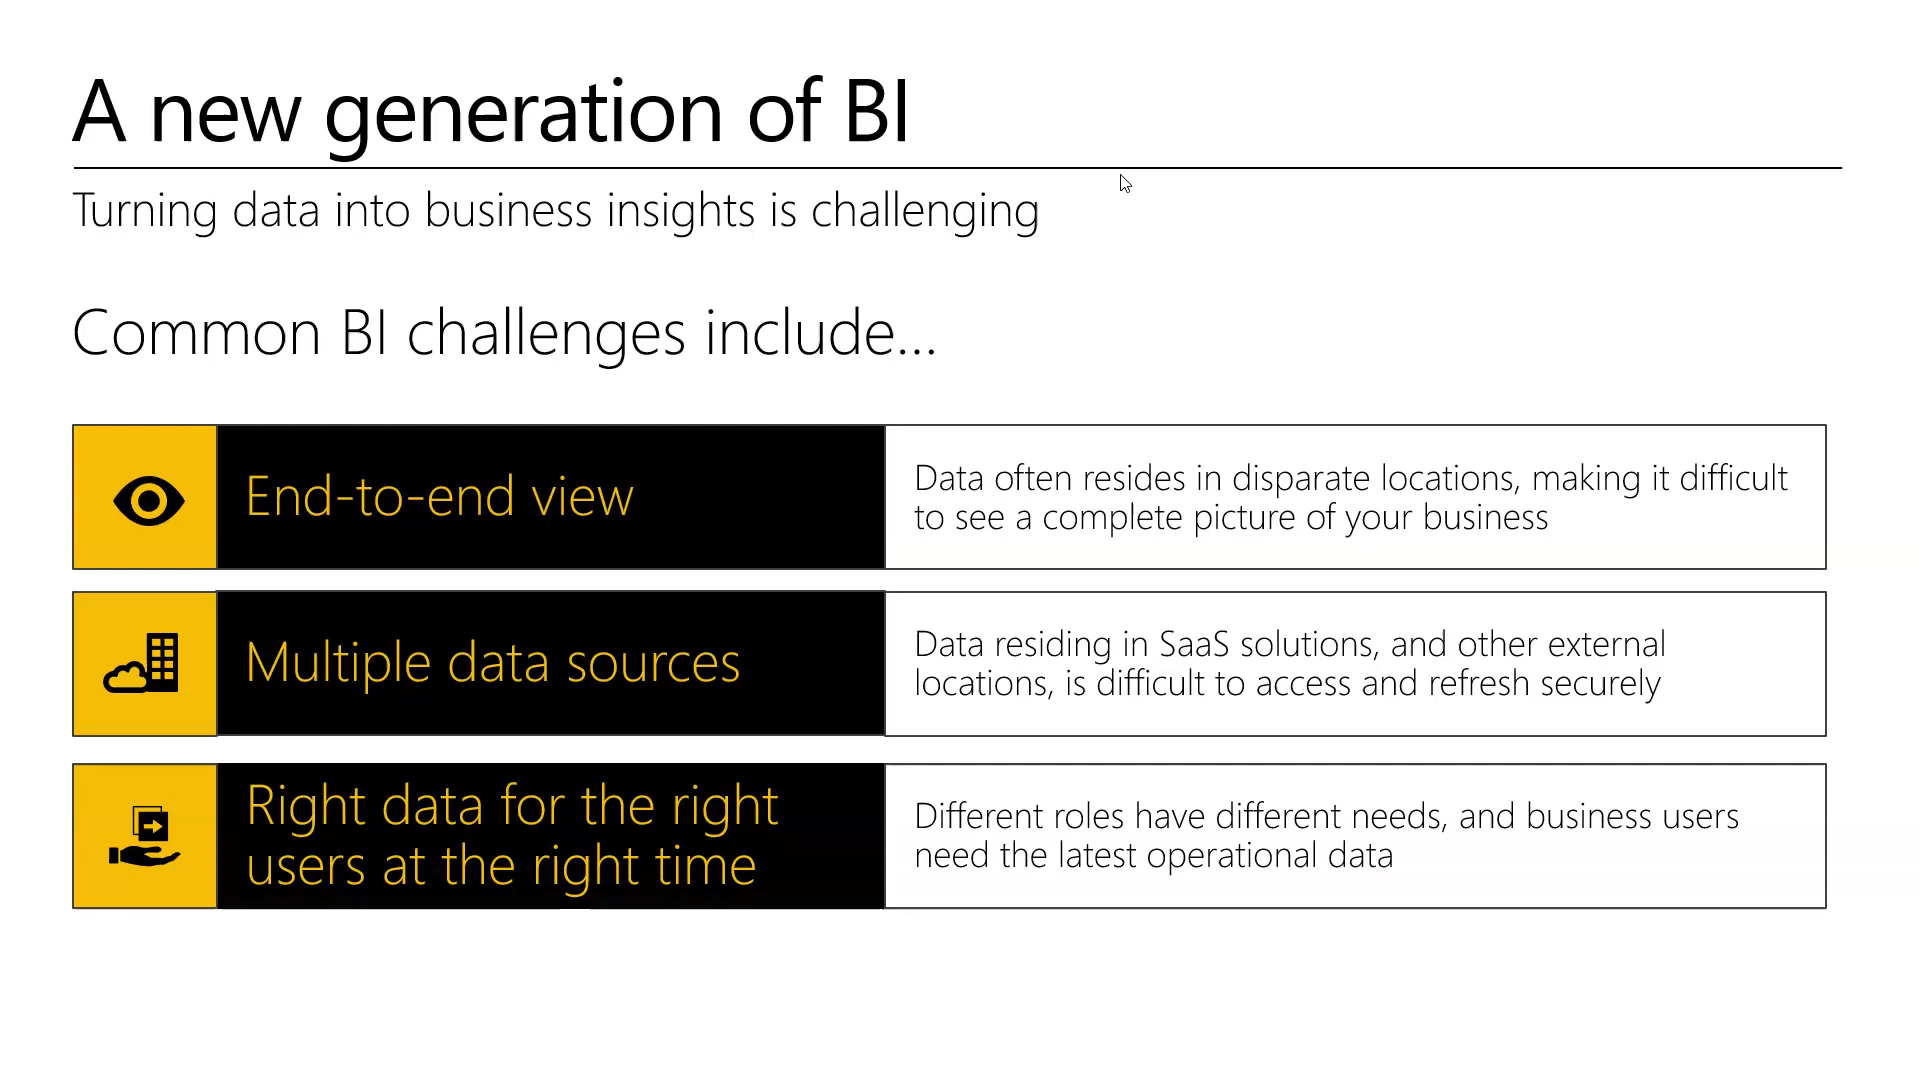 A new generation of BI
Turning data into business insights is challenging
Common BI challenges include...
End-to-end view
Data often resides in disparate locations, making it difficult
to see a complete picture of your business
Multiple data sources
Data residing in SaaS solutions, and other external
locations, is difficult to access and refresh securely
Right data for the right
users at the right time
Different roles have different needs, and business users
need the latest operational data